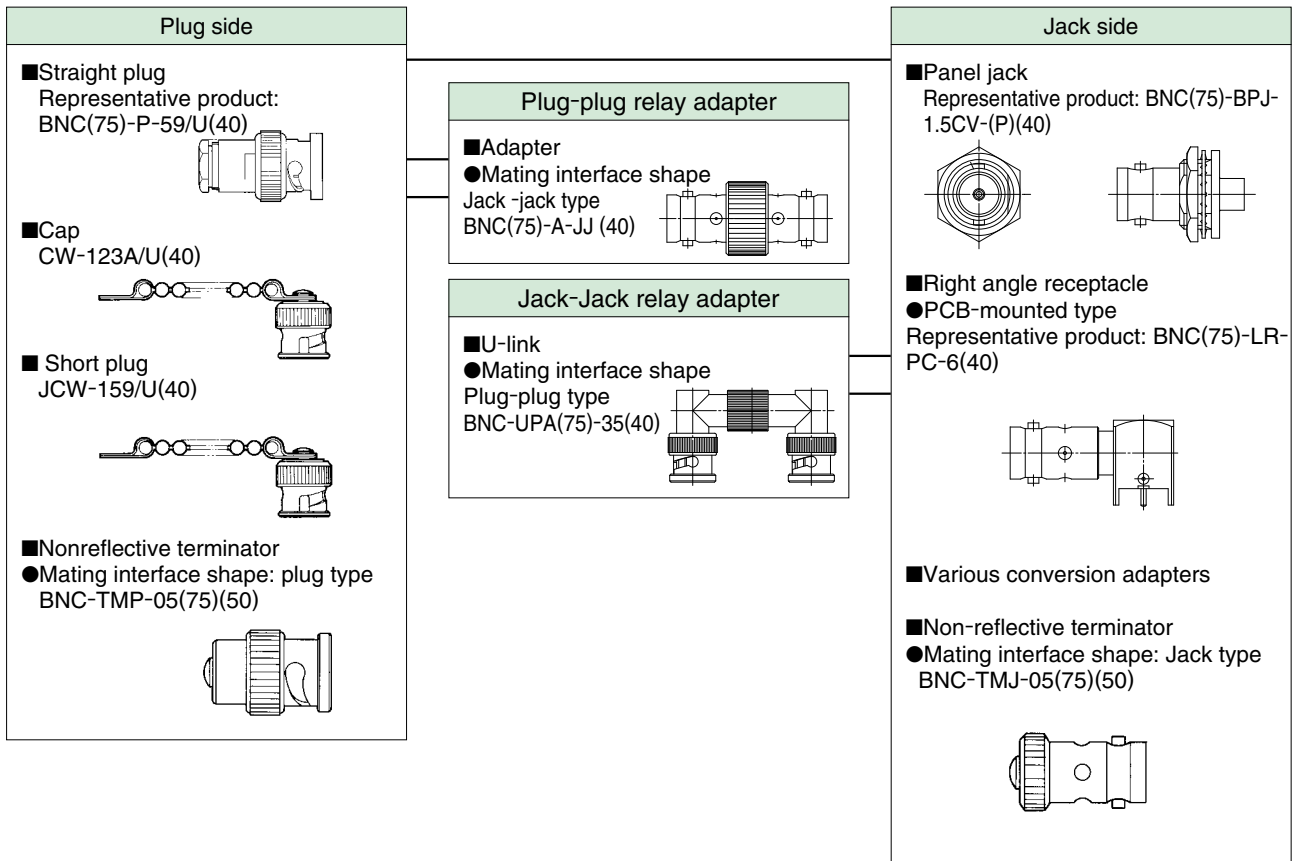 Plug side
■Straight plug
Representative product:
BNC(75)-P-59/U(40)
■Cap
CW-123A/U(40)
■ Short plug
JCW-159/U(40)
■Nonreflective terminator
●Mating interface shape: plug type
BNC-TMP-05(75)(50)
Plug-plug relay adapter
■Adapter
●Mating interface shape
Jack -jack type
BNC(75)-A-JJ (40)
Jack-Jack relay adapter
■U-link
●Mating interface shape
Plug-plug type
BNC-UPA(75)-35(40)
Jack side
■Panel jack
Representative product: BNC(75)-BPJ-
1.5CV-(P)(40)
■Right angle receptacle
●PCB-mounted type
Representative product: BNC(75)-LR-
PC-6(40)
■Various conversion adapters
■Non-reflective terminator
●Mating interface shape: Jack type
BNC-TMJ-05(75)(50)